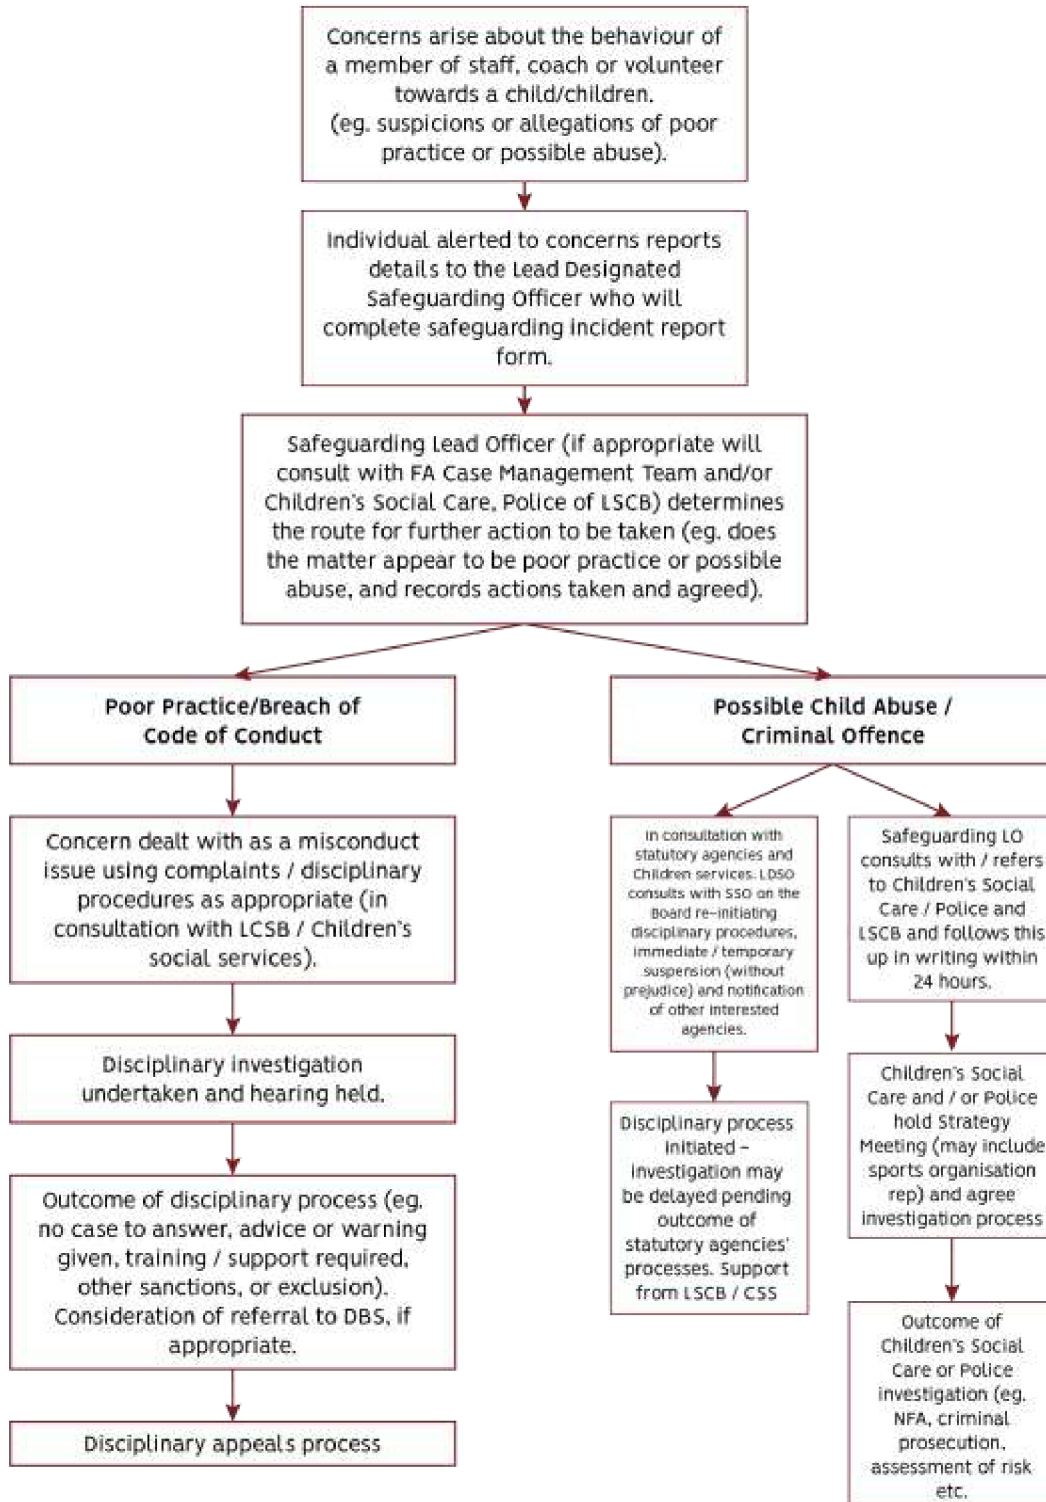 Concerns arise about the behaviour of
a member of staff, coach or volunteer
towards a child/children.
(eg. suspicions or allegations of poor
practice or possible abuse).
Individual alerted to concerns reports
details to the Lead Designated
Safeguarding Officer who will
complete safeguarding incident report
form.
Safeguarding Lead Officer (if appropriate will
consult with FA Case Management Team and/or
Children's Social Care, Police of LSCB) determines
the route for further action to be taken (eg. does
the matter appear to be poor practice or possible
abuse, and records actions taken and agreed).
Poor Practice/Breach of
Code of Conduct
Concern dealt with as a misconduct
issue using complaints / disciplinary
procedures as appropriate (in
consultation with LCSB / Children's
social services).
Disciplinary investigation
undertaken and hearing held.
Outcome of disciplinary process (eg.
no case to answer, advice or warning
given, training / support required,
other sanctions, or exclusion).
Consideration of referral to DBS, if
appropriate.
Disciplinary appeals process
Possible Child Abuse /
Criminal Offence
In consultation with
statutory agencies and
Children services. LDSO
consults with SSO on the
Board re-initiating
disciplinary procedures,
immediate / temporary
suspension (without
prejudice) and notification
of other interested
agencies.
Disciplinary process
initiated –
investigation may
be delayed pending
outcome of
statutory agencies'
processes. Support
from LSCB / CSS
Safeguarding LO
consults with / refers
to Children's Social
Care / Police and
LSCB and follows this
up in writing within
24 hours.
Children's Social
Care and / or Police
hold Strategy
Meeting (may include
sports organisation
rep) and agree
investigation process
Outcome of
Children's Social
Care or Police
investigation (eg.
NFA, criminal
prosecution,
assessment of risk
etc.